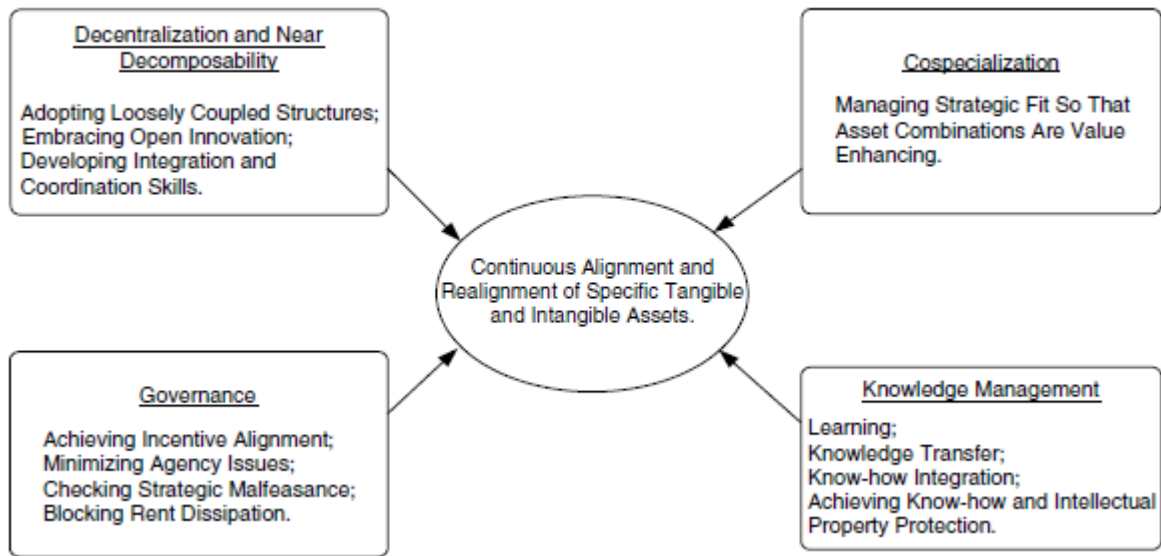 Decentralization and Near
Decomposability
Adopting Loosely Coupled Structures;
Embracing Open Innovation;
Developing Integration and
Coordination Skills.
Cospecialization
Managing Strategic Fit So That
Asset Combinations Are Value
Enhancing.
Continuous Alignment and
Realignment of Specific Tangible
and Intangible Assets.
Governance
Achieving Incentive Alignment;
Minimizing Agency Issues;
Checking Strategic Malfeasance;
Blocking Rent Dissipation.
Knowledge Management
Learning;
Knowledge Transfer;
Know-how Integration;
Achieving Know-how and Intellectual
Property Protection.